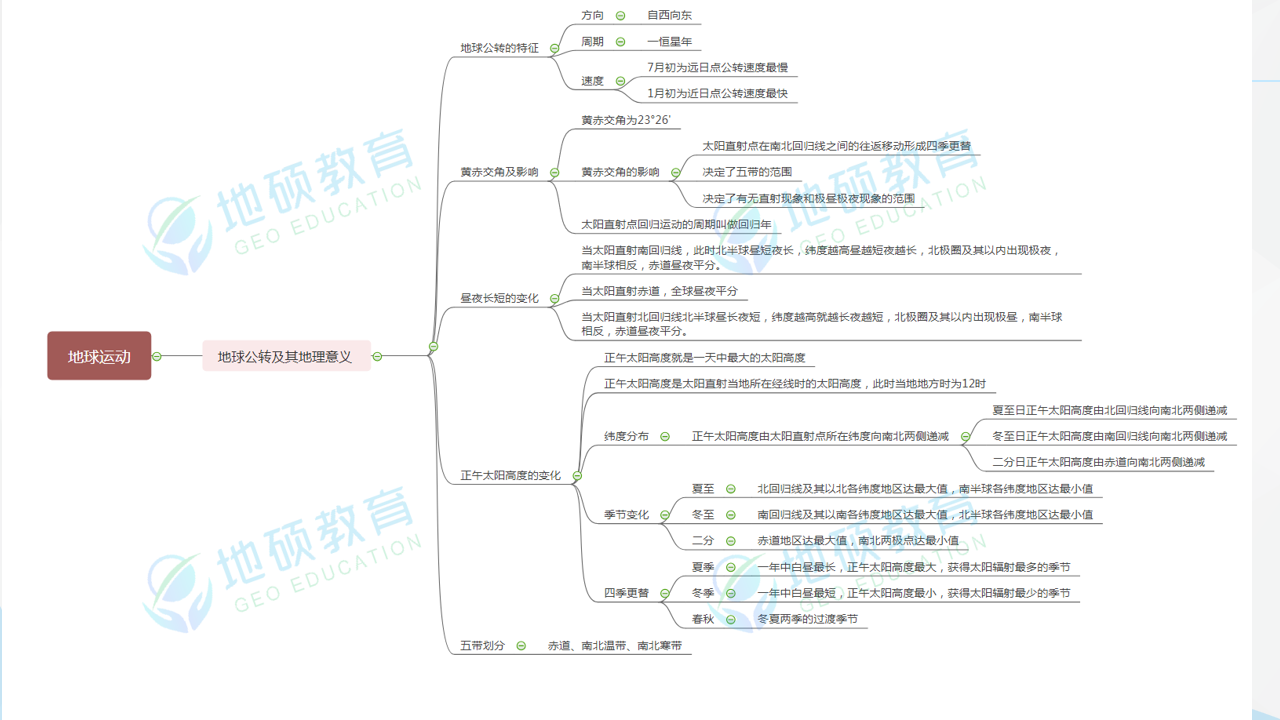 地球运动
地球公转及其地理意义
地球公转的特征
方向
自西向东
周期
一恒星年
速度
7月初为远日点公转速度最慢
1月初为近日点公转速度最快
黄赤交角及影响
黄赤交角为23°26'
黄赤交角的影响
太阳直射点在南北回归线之间的往返移动形成四季更替
决定了五带的范围
决定了有无直射现象和极昼极夜现象的范围
太阳直射点回归运动的周期叫做回归年
昼夜长短的变化
当太阳直射南回归线，此时北半球昼短夜长，纬度越高昼越短夜越长，北极圈及其以内出现极夜，
南半球相反，赤道昼夜平分。
当太阳直射赤道，全球昼夜平分
当太阳直射北回归线北半球昼长夜短，纬度越高就越长夜越短，北极圈及其以内出现极昼，南半球
相反，赤道昼夜平分。
正午太阳高度的变化
正午太阳高度就是一天中最大的太阳高度
正午太阳高度是太阳直射当地所在经线时的太阳高度，此时当地地方时为12时
纬度分布
正午太阳高度由太阳直射点所在纬度向南北两侧递减
夏至日正午太阳高度由北回归线向南北两侧递减
冬至日正午太阳高度由南回归线向南北两侧递减
二分日正午太阳高度由赤道向南北两侧递减
季节变化
夏至
北回归线及其以北各纬度地区达最大值，南半球各纬度地区达最小值
冬至
南回归线及其以南各纬度地区达最大值，北半球各纬度地区达最小值
二分
赤道地区达最大值，南北两极点达最小值
四季更替
夏季
一年中白昼最长，正午太阳高度最大，获得太阳辐射最多的季节
冬季
一年中白昼最短，正午太阳高度最小，获得太阳辐射最少的季节
春秋
冬夏两季的过渡季节
五带划分
赤道、南北温带、南北寒带
地硕教育
GEO EDUCATION
地硕教育
GEO EDUCATION
地硕教育
GEO EDUCATION
地硕教育
GEO EDUCATION